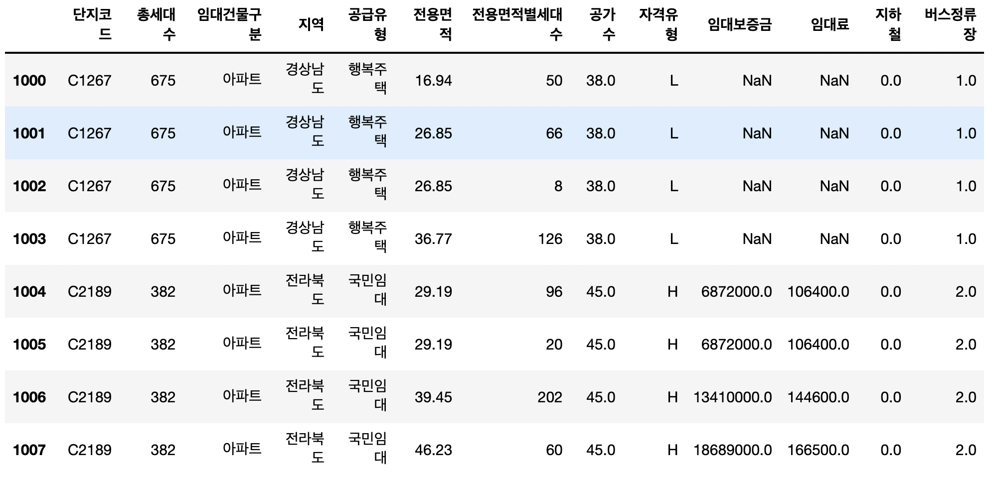 단지코드 총세대수 임대건물구분 지역 공급유형 전용면적 전용면적별세대수 공가수 자격유형 임대보증금 임대료 지하철 버스정류장
1000 C1267 675 아파트 경상남도 행복주택 16.94 50 38.0 L NaN NaN 0.0 1.0
1001 C1267 675 아파트 경상남도 행복주택 26.85 66 38.0 L NaN NaN 0.0 1.0
1002 C1267 675 아파트 경상남도 행복주택 26.85 8 38.0 L NaN NaN 0.0 1.0
1003 C1267 675 아파트 경상남도 행복주택 36.77 126 38.0 L NaN NaN 0.0 1.0
1004 C2189 382 아파트 전라북도 국민임대 29.19 96 45.0 H 6872000.0 106400.0 0.0 2.0
1005 C2189 382 아파트 전라북도 국민임대 29.19 20 45.0 H 6872000.0 106400.0 0.0 2.0
1006 C2189 382 아파트 전라북도 국민임대 39.45 202 45.0 H 13410000.0 144600.0 0.0 2.0
1007 C2189 382 아파트 전라북도 국민임대 46.23 60 45.0 H 18689000.0 166500.0 0.0 2.0